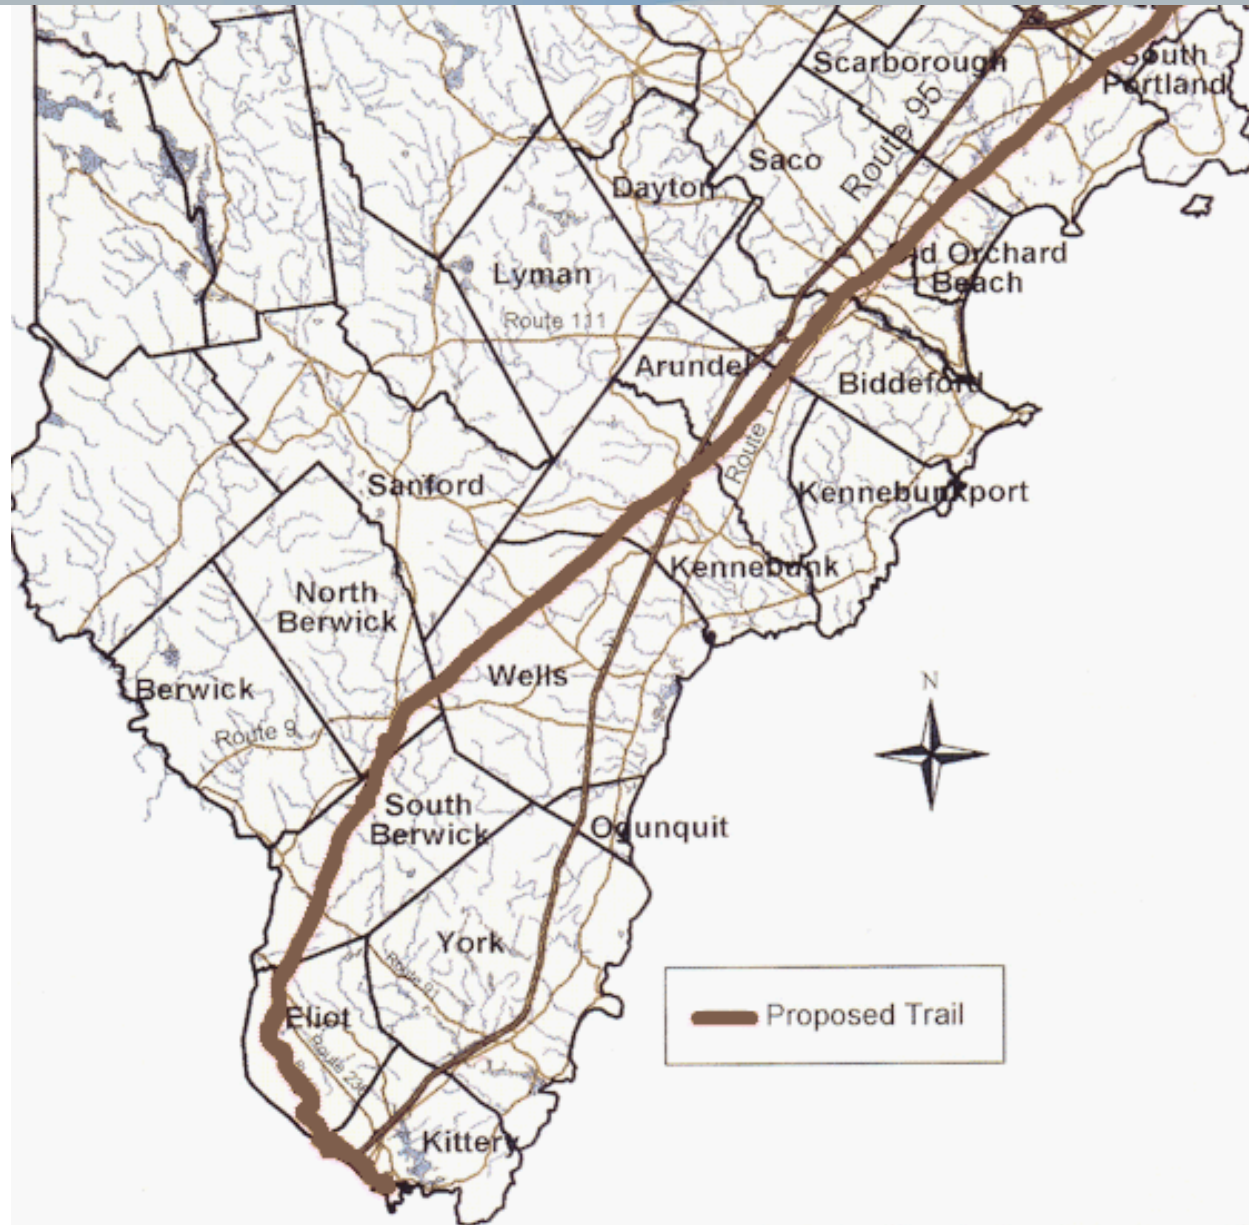 South
Portland
Scarborough
Route 95
Saco
Dayton
d Orchard
Beach
Lyman
Route 111
Arundel
Biddeford
Route 1
Kennebunkport
Sanford
Kennebunk
North
Berwick
Wells
Berwick
Route 9
N
South
Berwick
Ogunquit
York
Route 91
Eliot
Route 236
Proposed Trail
Kittery